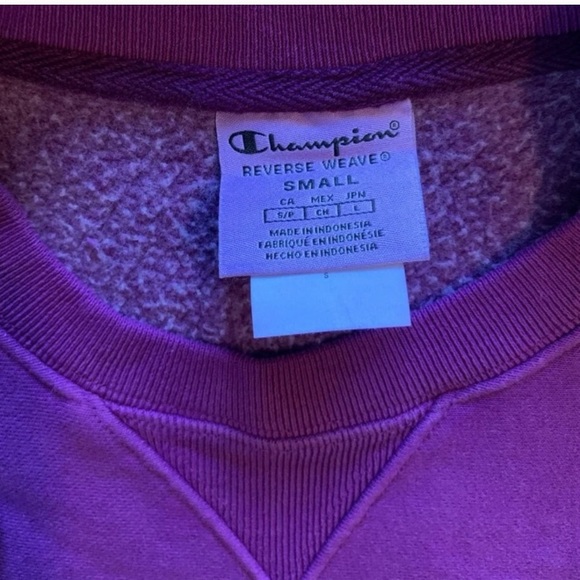 Champion®
REVERSE WEAVE®
SMALL
CA MEX JPN
S/P CH L
MADE IN INDONESIA
FABRIQUÉ EN INDONÉSIE
HECHO EN INDONESIA
S